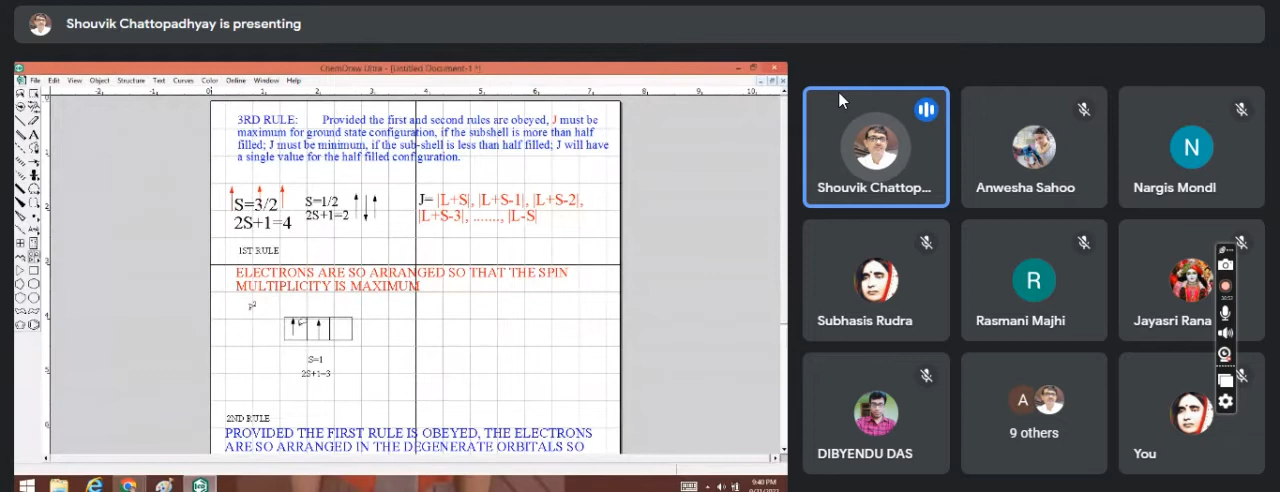 Shouvik Chattopadhyay is presenting
ChemDraw Ultra - [Untitled Document-1 *]
File Edit View Object Structure Text Curves Color Online Window Help
3RD RULE: Provided the first and second rules are obeyed, J must be
maximum for ground state configuration, if the subshell is more than half
filled; J must be minimum, if the sub-shell is less than half filled; J will have
a single value for the half filled configuration.
S=3/2
2S+1=4
S=1/2
2S+1=2
J= |L+S|, |L+S-1|, |L+S-2|,
|L+S-3|, ......., |L-S|
1ST RULE
ELECTRONS ARE SO ARRANGED SO THAT THE SPIN
MULTIPLICITY IS MAXIMUM
S=1
2S+1=3
2ND RULE
PROVIDED THE FIRST RULE IS OBEYED, THE ELECTRONS
ARE SO ARRANGED IN THE DEGENERATE ORBITALS SO
9:40 PM
Shouvik Chattop...
Anwesha Sahoo
N
Nargis Mondl
Subhasis Rudra
R
Rasmani Majhi
Jayasri Rana
DIBYENDU DAS
A
9 others
You